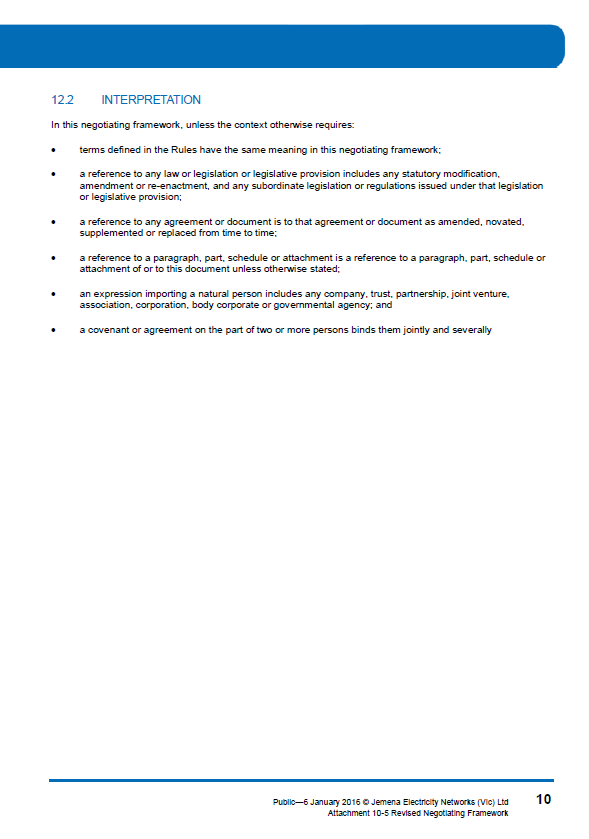 12.2 INTERPRETATION
In this negotiating framework, unless the context otherwise requires:
• terms defined in the Rules have the same meaning in this negotiating framework;
• a reference to any law or legislation or legislative provision includes any statutory modification,
amendment or re-enactment, and any subordinate legislation or regulations issued under that legislation
or legislative provision;
• a reference to any agreement or document is to that agreement or document as amended, novated,
supplemented or replaced from time to time;
• a reference to a paragraph, part, schedule or attachment is a reference to a paragraph, part, schedule or
attachment of or to this document unless otherwise stated;
• an expression importing a natural person includes any company, trust, partnership, joint venture,
association, corporation, body corporate or governmental agency; and
• a covenant or agreement on the part of two or more persons binds them jointly and severally
Public—6 January 2016 © Jemena Electricity Networks (Vic) Ltd 10
Attachment 10-5 Revised Negotiating Framework